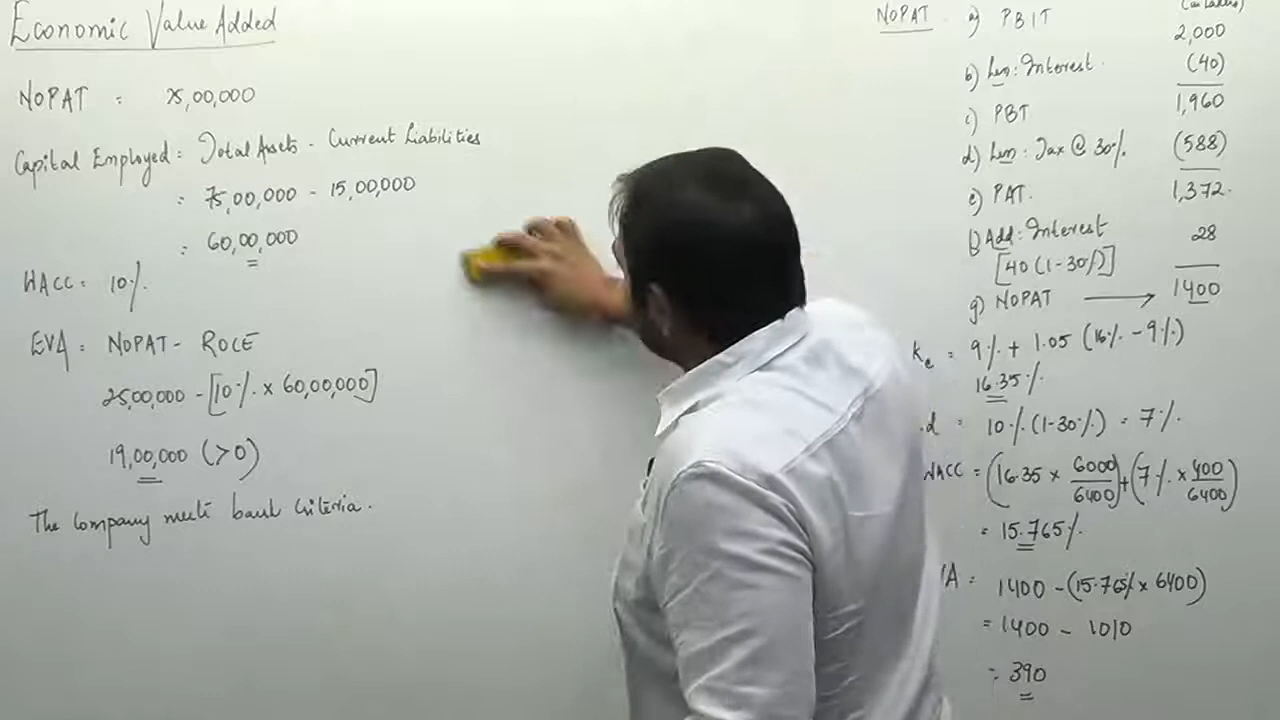 Economic Value Added
NOPAT = 25,00,000
Capital Employed = Total Assets - Current Liabilities
= 75,00,000 - 15,00,000
= 60,00,000
WACC = 10%
EVA = NOPAT - ROCE
25,00,000 - [10% × 60,00,000]
19,00,000 (>0)
The Company meets bank Criteria.
NOPAT a) PBIT 2,000
b) Less: Interest (40)
c) PBT 1,960
d) Less: Tax @ 30% (588)
e) PAT. 1,372
f) Add: Interest 28
[40(1-30%)]
g) NOPAT → 1400
Ke = 9% + 1.05 (16% - 9%)
16.35%
d = 10% (1-30%) = 7%
WACC = (16.35 × 6000/6400) + (7% × 400/6400)
= 15.765%
VA = 1400 - (15.765% × 6400)
= 1400 - 1010
= 390